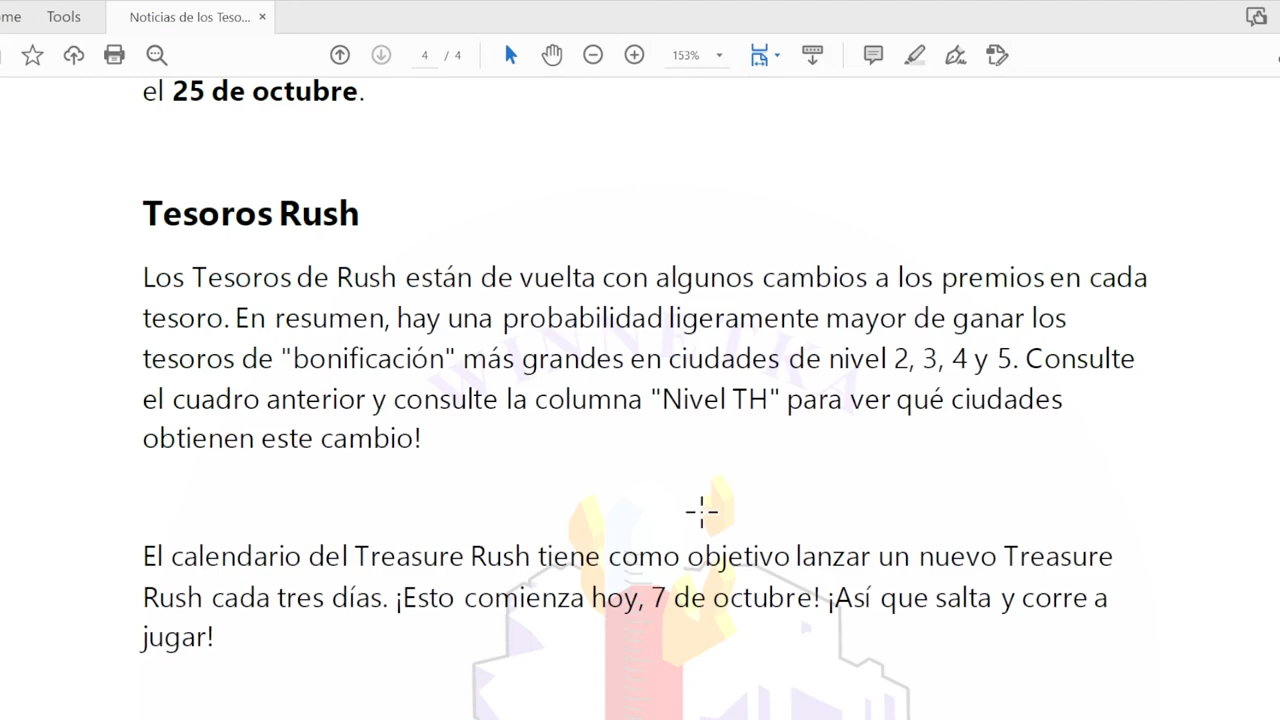 ome
Tools
Noticias de los Teso...
×
4 / 4
153%
el 25 de octubre.
Tesoros Rush
Los Tesoros de Rush están de vuelta con algunos cambios a los premios en cada
tesoro. En resumen, hay una probabilidad ligeramente mayor de ganar los
tesoros de "bonificación" más grandes en ciudades de nivel 2, 3, 4 y 5. Consulte
el cuadro anterior y consulte la columna "Nivel TH" para ver qué ciudades
obtienen este cambio!
WINNETKA
El calendario del Treasure Rush tiene como objetivo lanzar un nuevo Treasure
Rush cada tres días. ¡Esto comienza hoy, 7 de octubre! ¡Así que salta y corre a
jugar!